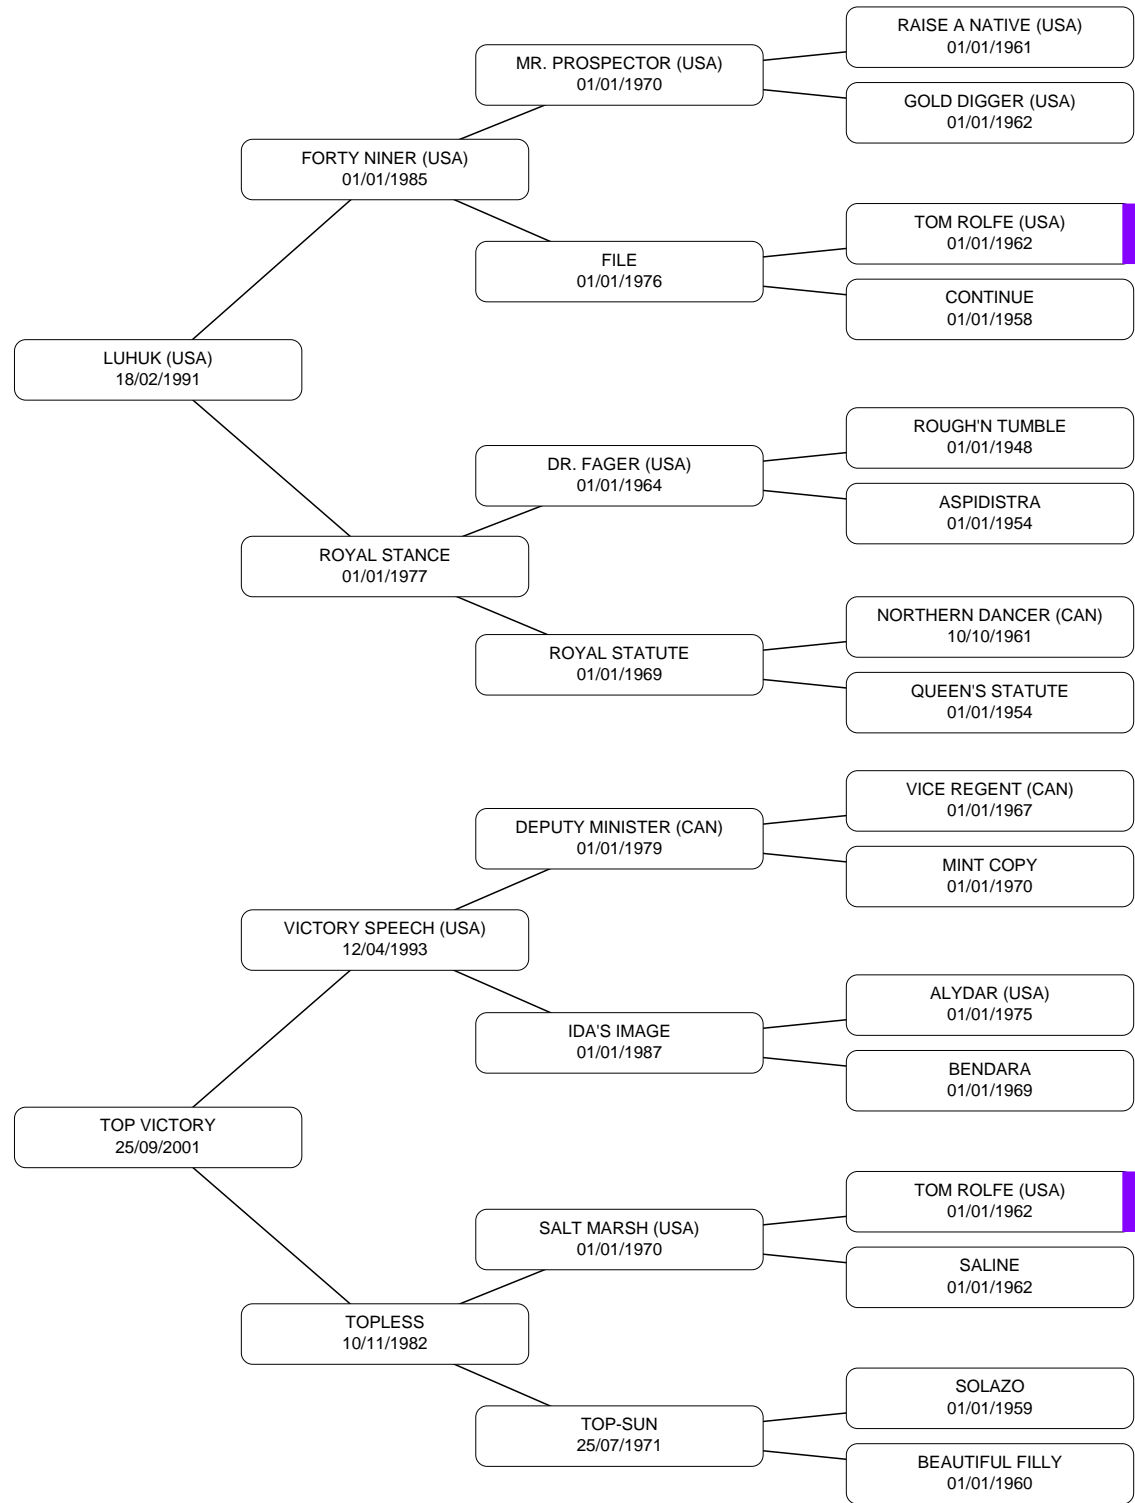 RAISE A NATIVE (USA)
01/01/1961
MR. PROSPECTOR (USA)
01/01/1970
GOLD DIGGER (USA)
01/01/1962
FORTY NINER (USA)
01/01/1985
TOM ROLFE (USA)
01/01/1962
FILE
01/01/1976
CONTINUE
01/01/1958
LUHUK (USA)
18/02/1991
ROUGH'N TUMBLE
01/01/1948
DR. FAGER (USA)
01/01/1964
ASPIDISTRA
01/01/1954
ROYAL STANCE
01/01/1977
NORTHERN DANCER (CAN)
10/10/1961
ROYAL STATUTE
01/01/1969
QUEEN'S STATUTE
01/01/1954
VICE REGENT (CAN)
01/01/1967
DEPUTY MINISTER (CAN)
01/01/1979
MINT COPY
01/01/1970
VICTORY SPEECH (USA)
12/04/1993
ALYDAR (USA)
01/01/1975
IDA'S IMAGE
01/01/1987
BENDARA
01/01/1969
TOP VICTORY
25/09/2001
TOM ROLFE (USA)
01/01/1962
SALT MARSH (USA)
01/01/1970
SALINE
01/01/1962
TOPLESS
10/11/1982
SOLAZO
01/01/1959
TOP-SUN
25/07/1971
BEAUTIFUL FILLY
01/01/1960